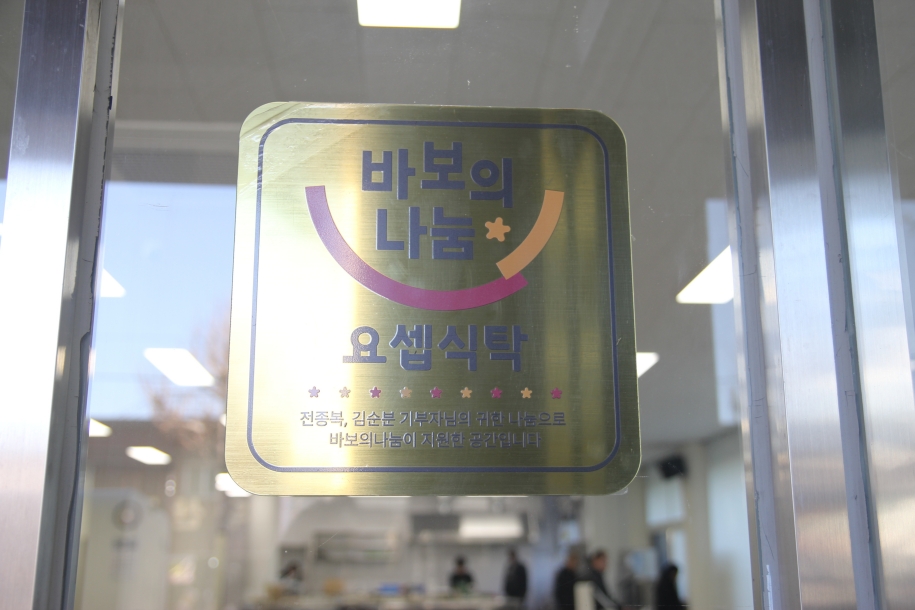 바보의
나눔
요셉식탁
전종복, 김순분 기부자님의 귀한 나눔으로
바보의나눔이 지원한 공간입니다